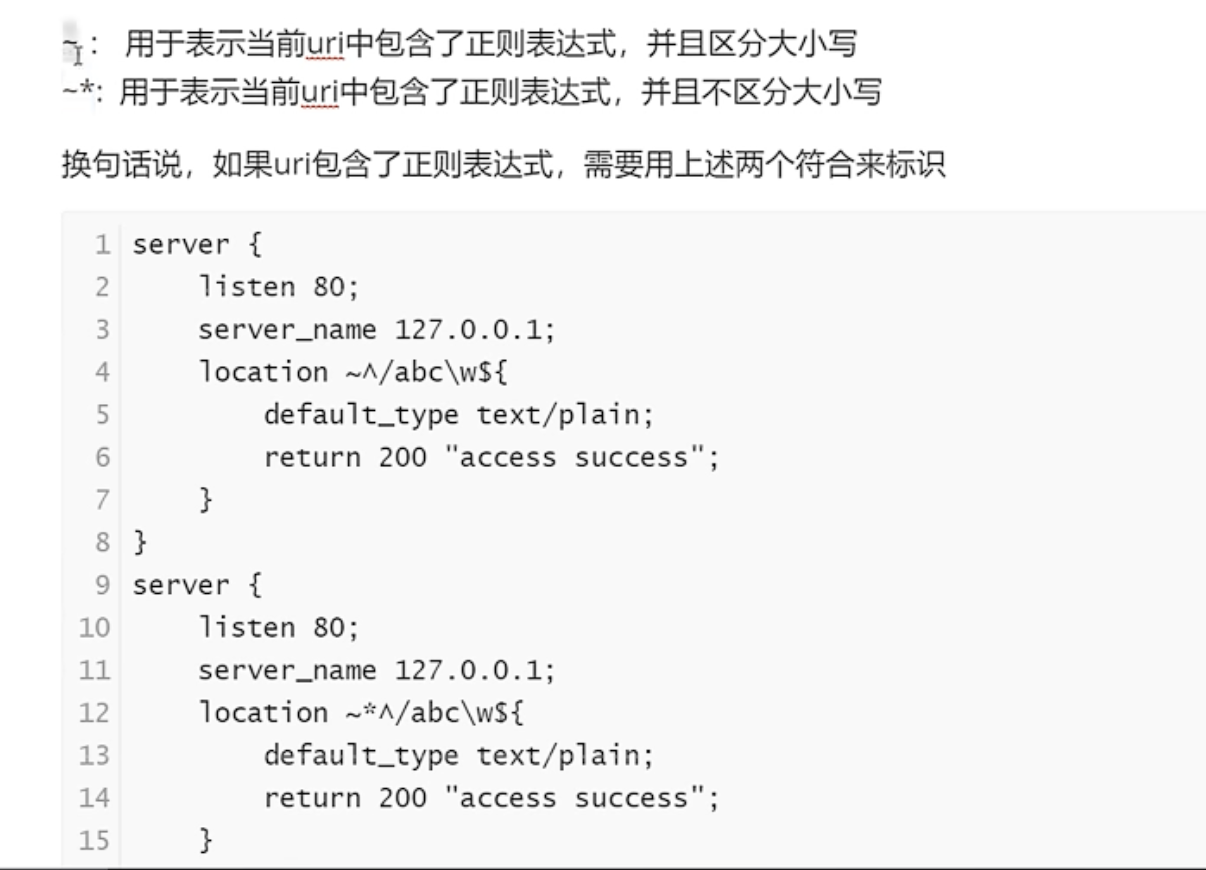 ~： 用于表示当前uri中包含了正则表达式，并且区分大小写
~*: 用于表示当前uri中包含了正则表达式，并且不区分大小写
换句话说，如果uri包含了正则表达式，需要用上述两个符合来标识
1 server {
2 listen 80;
3 server_name 127.0.0.1;
4 location ~^/abc\w${
5 default_type text/plain;
6 return 200 "access success";
7 }
8 }
9 server {
10 listen 80;
11 server_name 127.0.0.1;
12 location ~*^/abc\w${
13 default_type text/plain;
14 return 200 "access success";
15 }